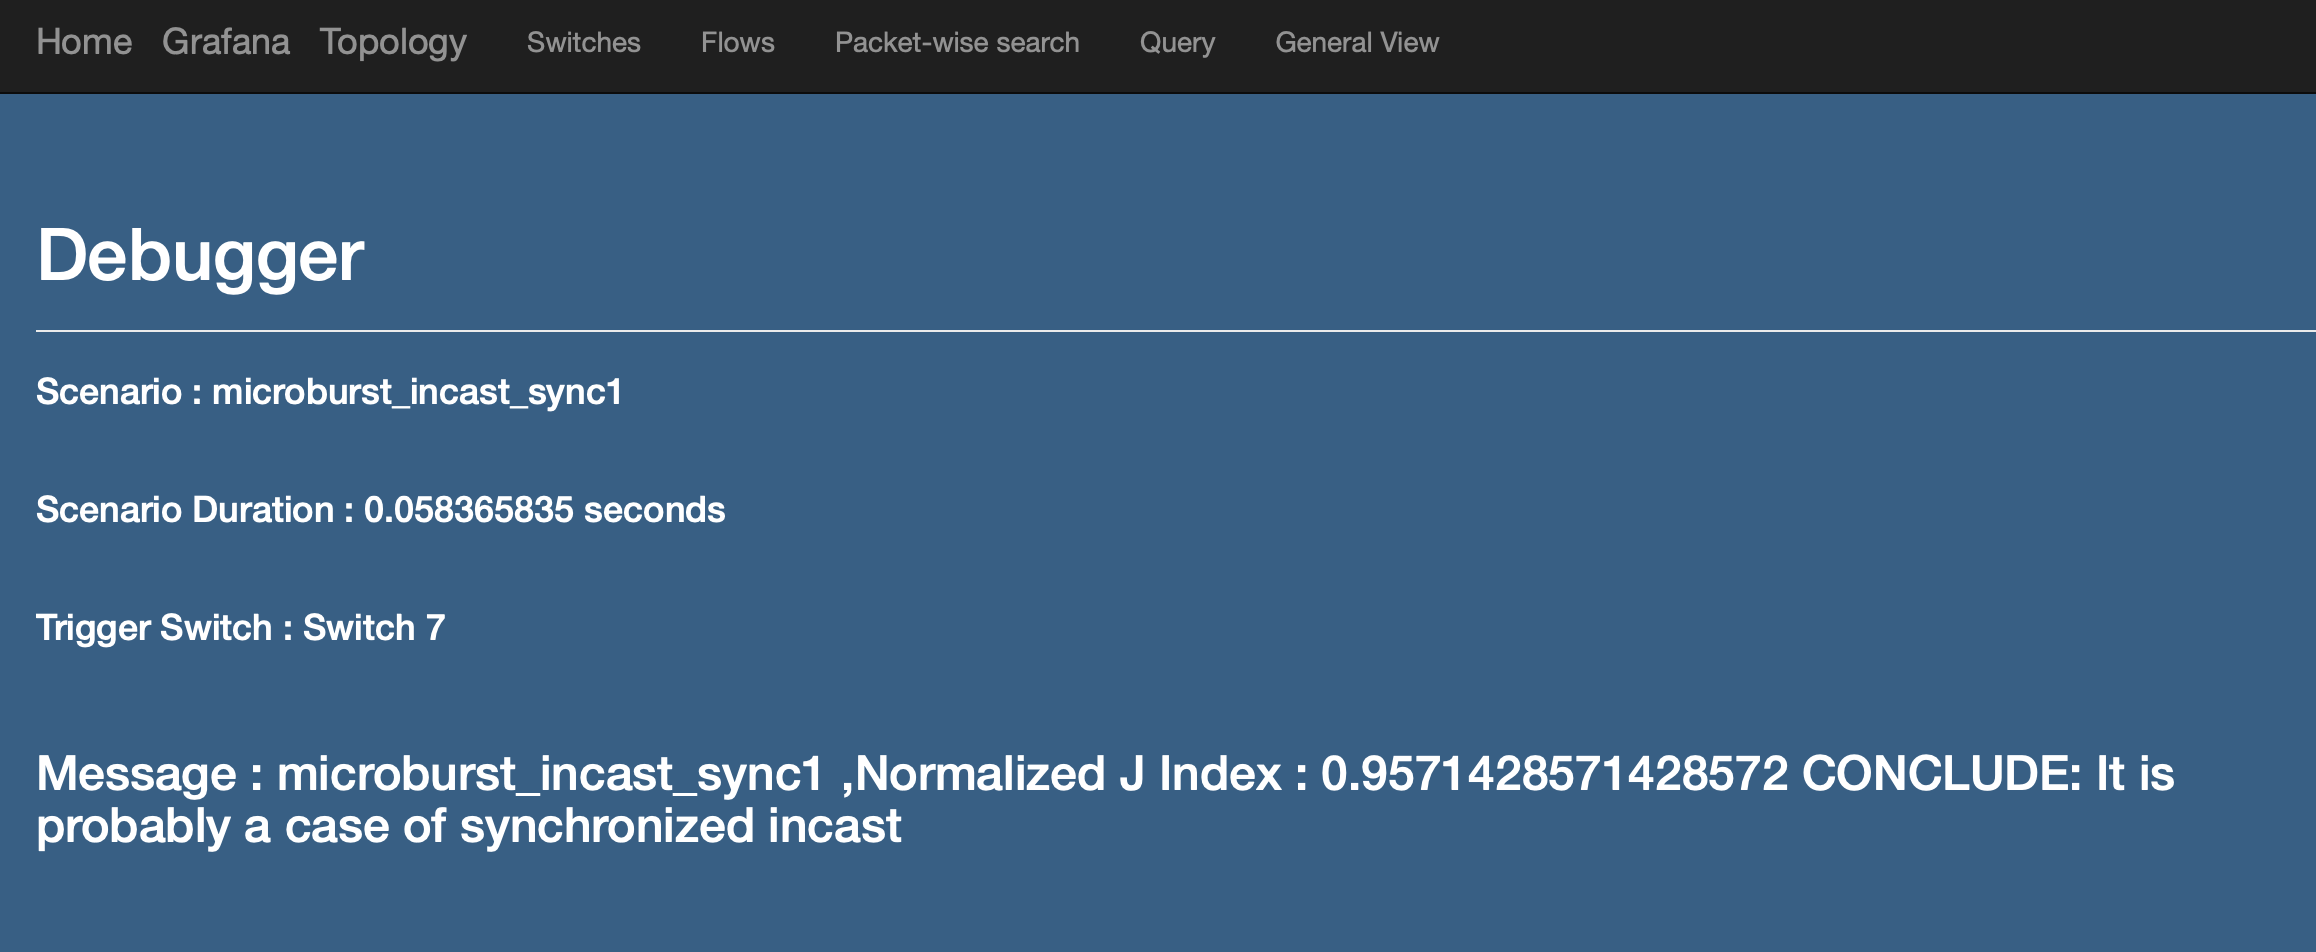 Home Grafana Topology Switches Flows Packet-wise search Query General View
Debugger
Scenario : microburst_incast_sync1
Scenario Duration : 0.058365835 seconds
Trigger Switch : Switch 7
Message : microburst_incast_sync1 ,Normalized J Index : 0.9571428571428572 CONCLUDE: It is
probably a case of synchronized incast